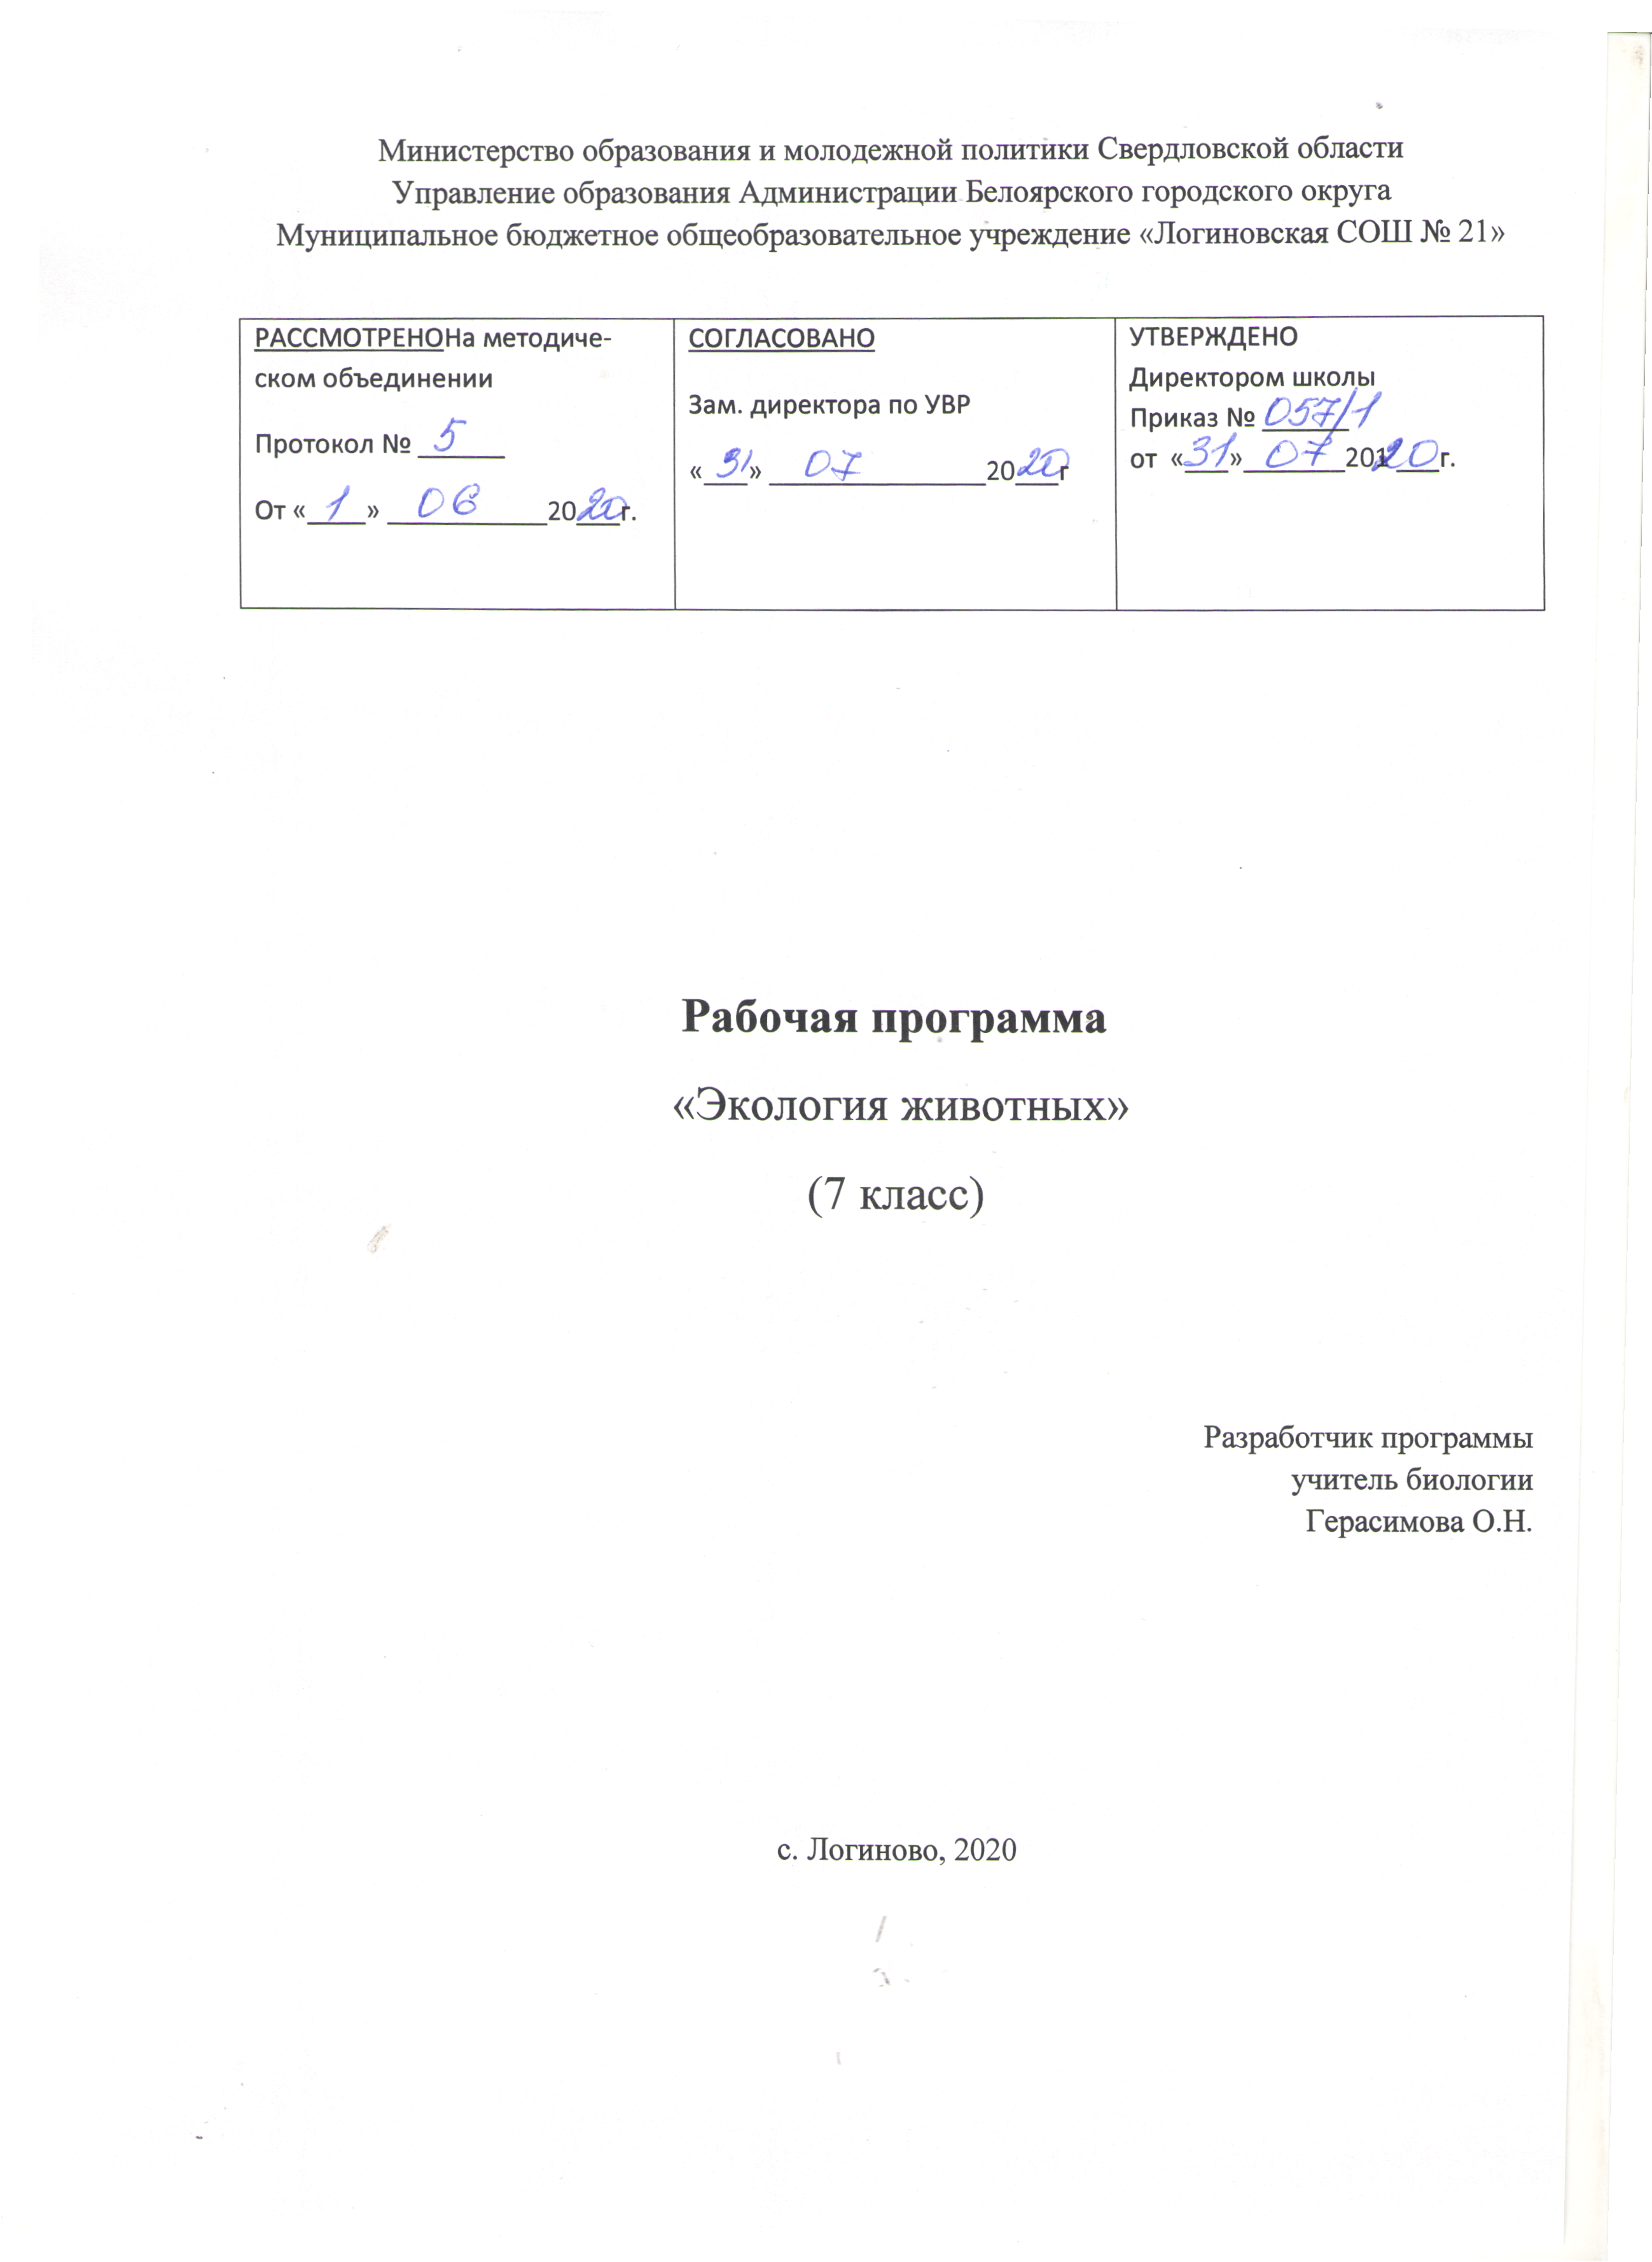 Министерство образования и молодежной политики Свердловской области
Управление образования Администрации Белоярского городского округа
Муниципальное бюджетное общеобразовательное учреждение «Логиновская СОШ № 21»
РАССМОТРЕНОНа методиче-
ском объединении
Протокол № 5
От «1» 06 2020г.
СОГЛАСОВАНО
Зам. директора по УВР
«31» 07 2020г
УТВЕРЖДЕНО
Директором школы
Приказ № 057/1
от «31» 07 20120г.
Рабочая программа
«Экология животных»
(7 класс)
Разработчик программы
учитель биологии
Герасимова О.Н.
с. Логиново, 2020